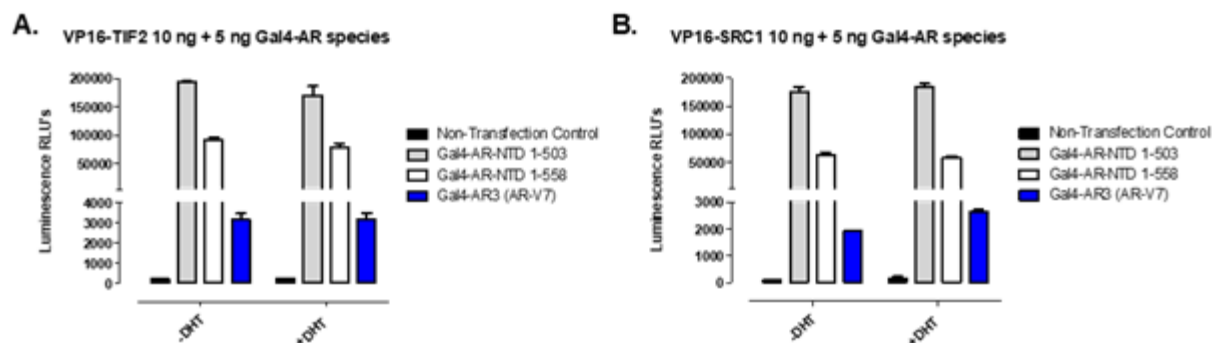 A.
VP16-TIF2 10 ng + 5 ng Gal4-AR species
Luminescence RLU's
200000
150000
100000
50000
4000
3000
2000
1000
0
-DHT
+DHT
Non-Transfection Control
Gal4-AR-NTD 1-503
Gal4-AR-NTD 1-558
Gal4-AR3 (AR-V7)
B.
VP16-SRC1 10 ng + 5 ng Gal4-AR species
Luminescence RLU's
200000
150000
100000
50000
3000
2000
1000
0
-DHT
+DHT
Non-Transfection Control
Gal4-AR-NTD 1-503
Gal4-AR-NTD 1-558
Gal4-AR3 (AR-V7)